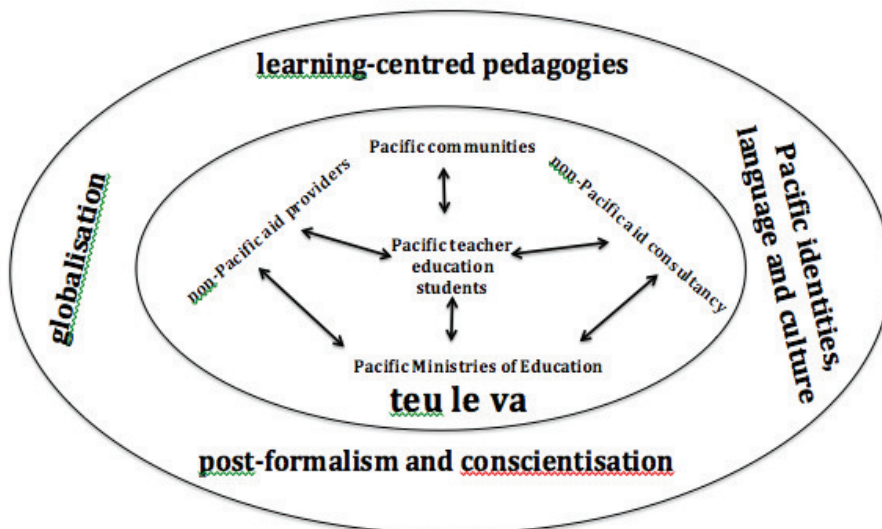 learning-centred pedagogies
Pacific identities,
language and culture
globalisation
Pacific communities
non-Pacific aid providers
non-Pacific aid consultancy
Pacific teacher
education
students
Pacific Ministries of Education
teu le va
post-formalism and conscientisation